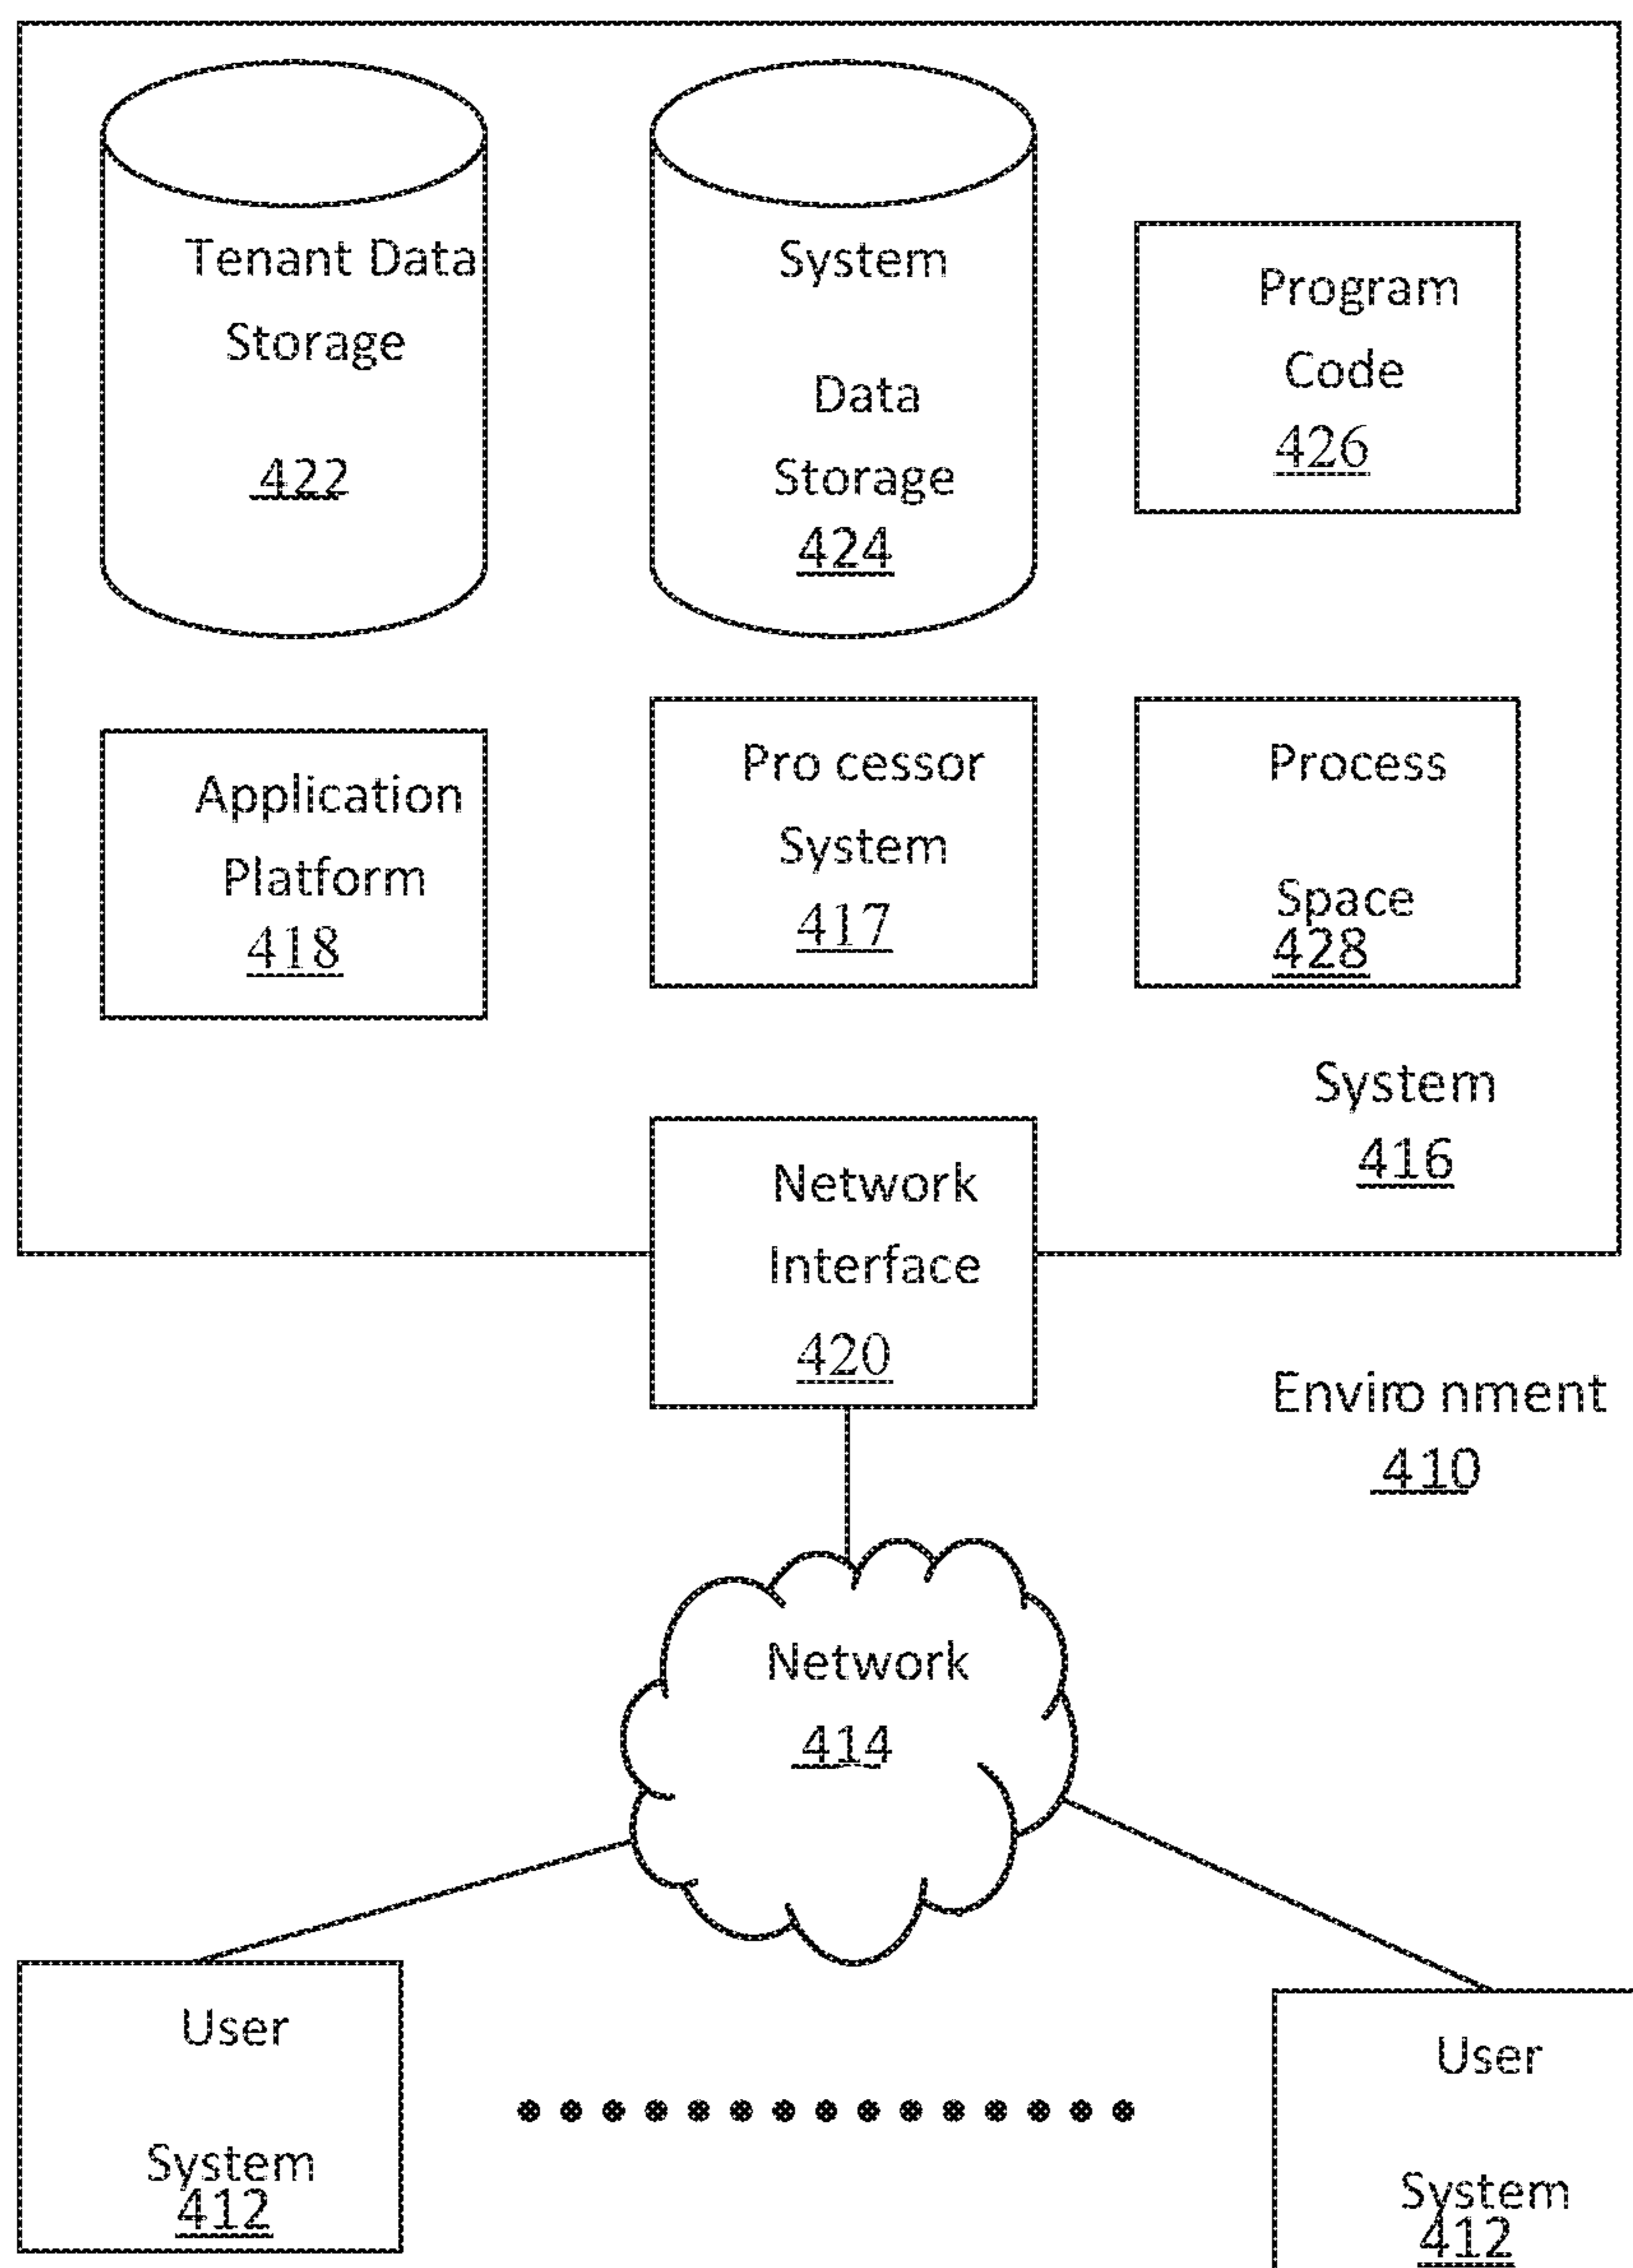 Tenant Data
Storage
422
System
Data
Storage
424
Program
Code
426
Application
Platform
418
Pro cessor
System
417
Process
Space
428
System
416
Network
Interface
420
Enviro nment
410
Network
414
User
System
412
User
System
412